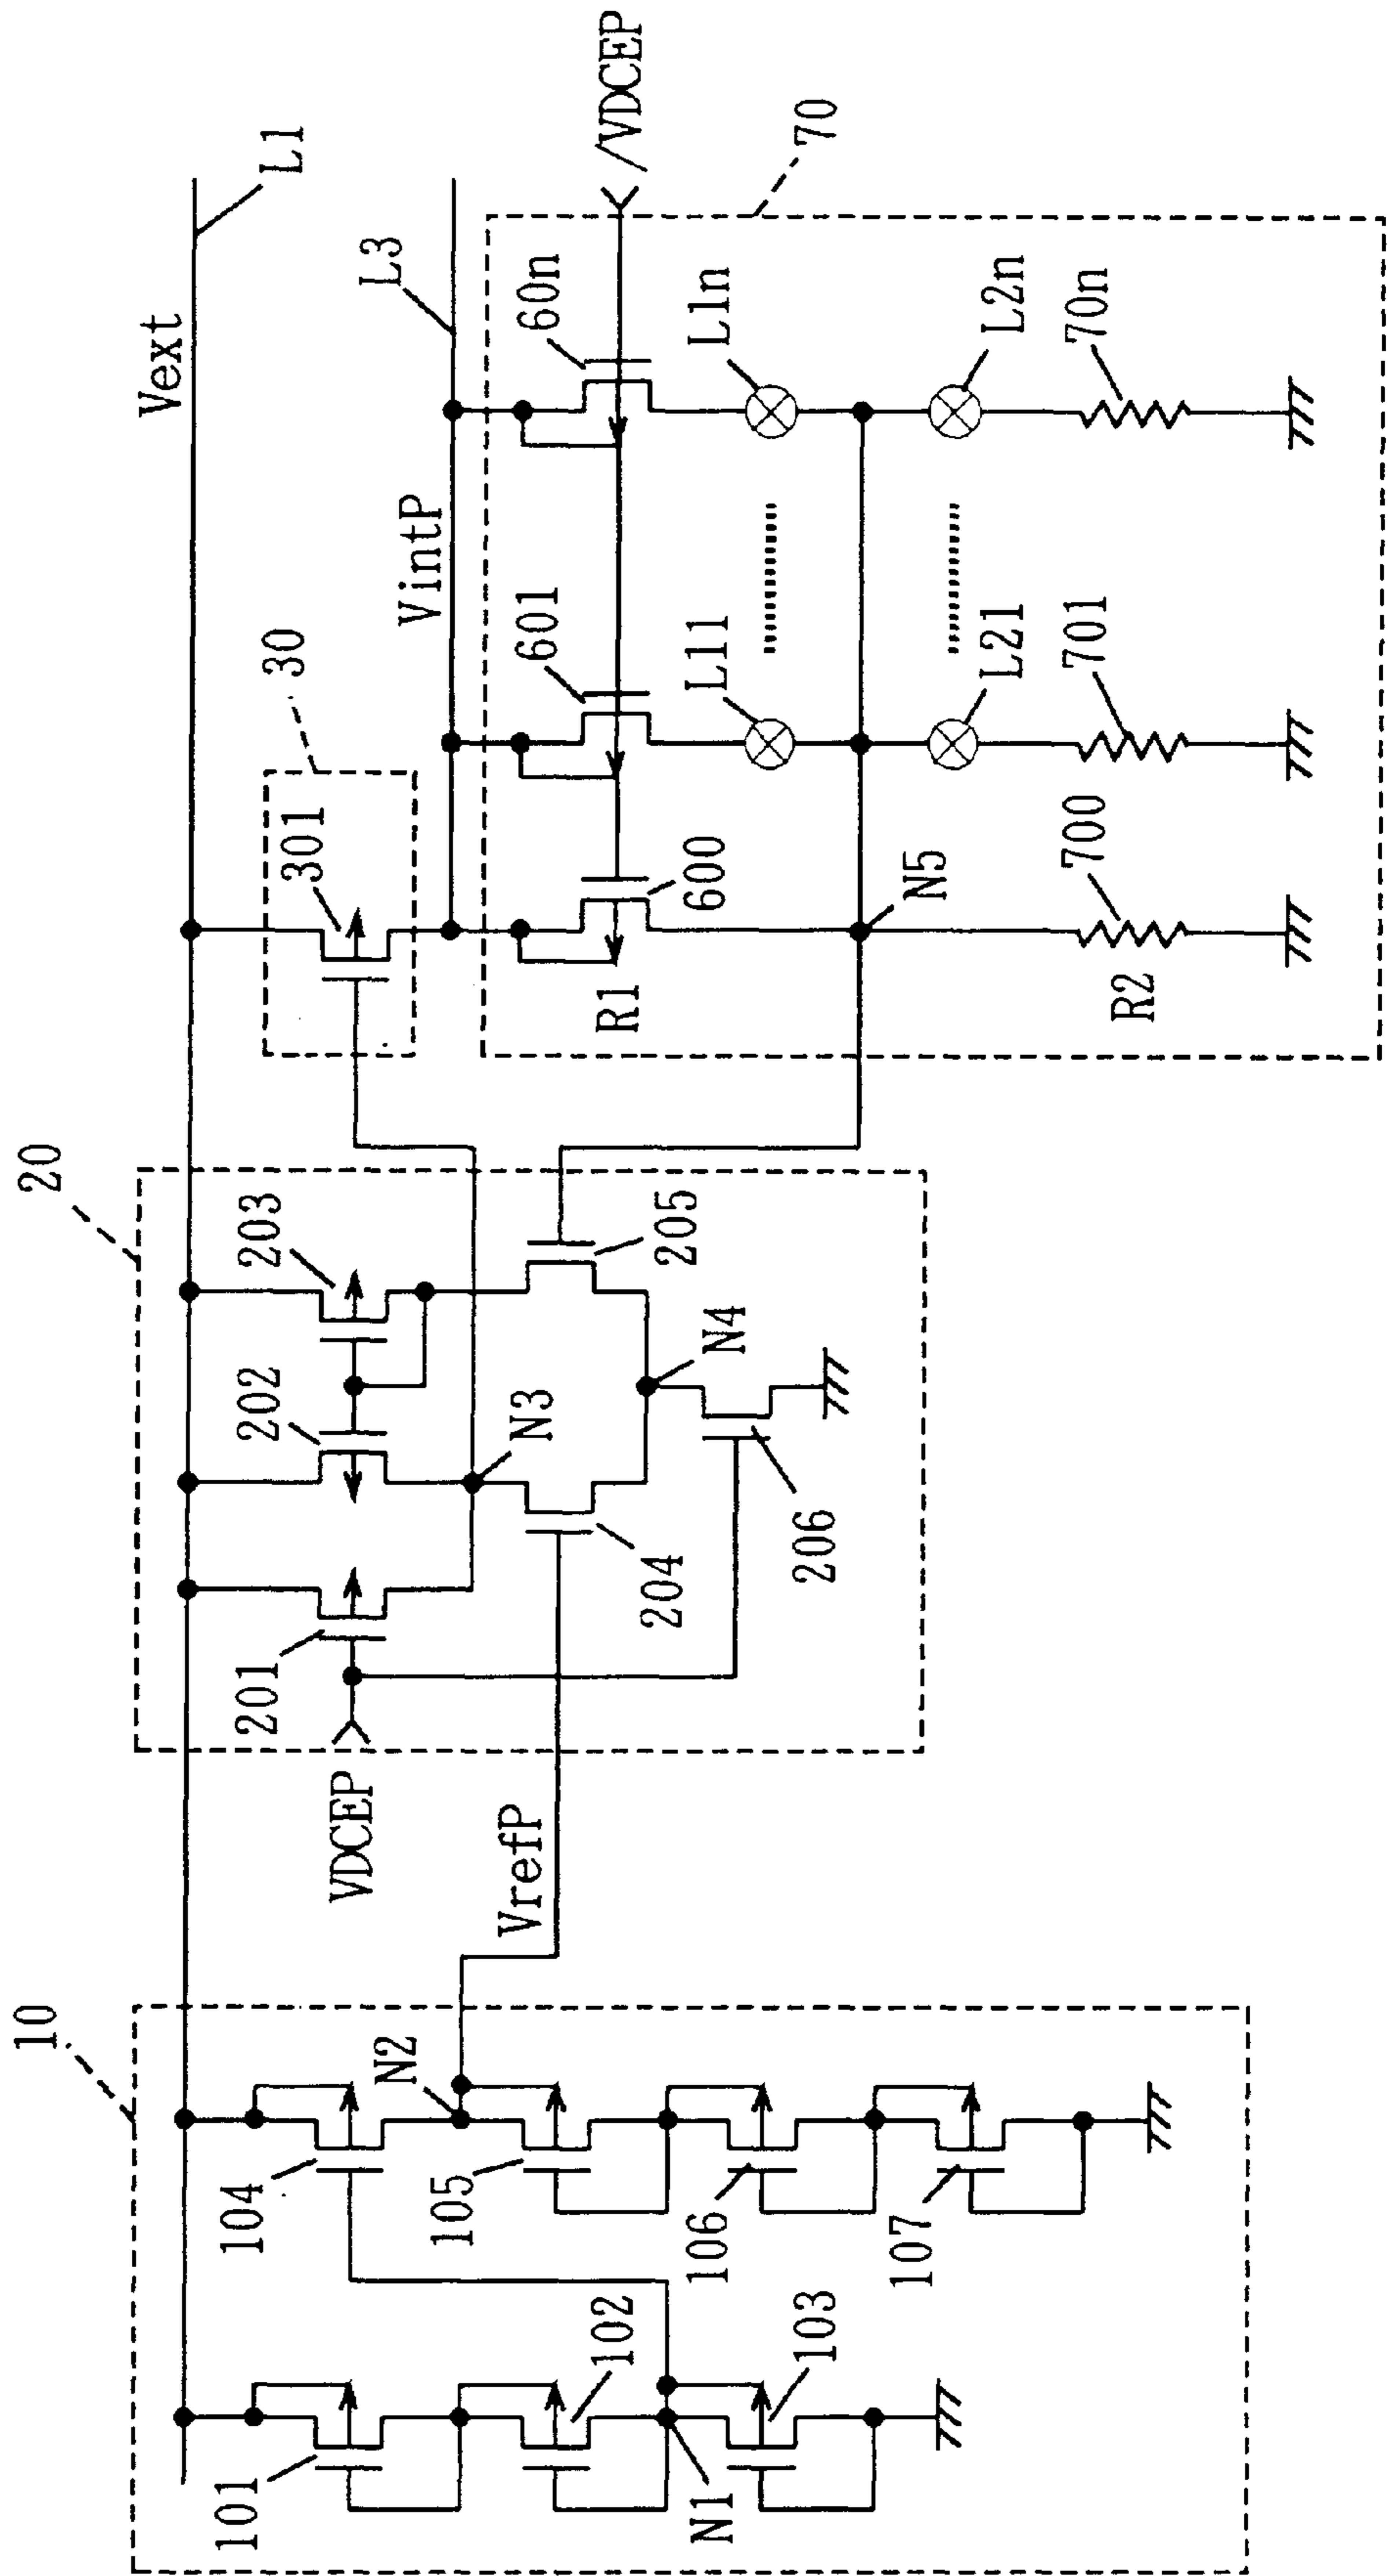 10
101
102
103
N1
104
105
106
107
N2
VrefP
20
VDCEP
201
202
203
N3
204
205
N4
206
Vext
L1
30
301
VintP
L3
/VDCEP
70
R1
600
601
60n
L11
L1n
N5
L21
L2n
R2
700
701
70n